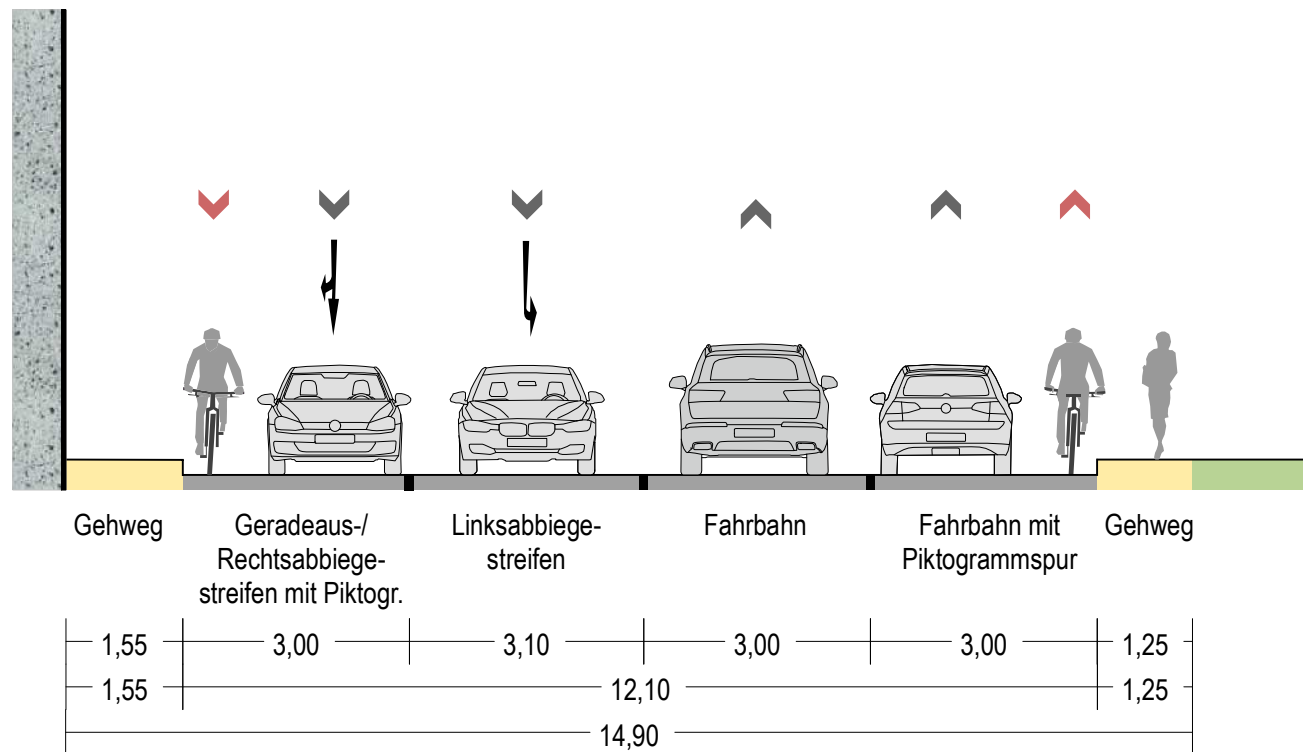 Gehweg
Geradeaus-/
Rechtsabbiege-
streifen mit Piktogr.
Linksabbiege-
streifen
Fahrbahn
Fahrbahn mit
Piktogrammspur
Gehweg
1,55 3,00 3,10 3,00 3,00 1,25
1,55 12,10 1,25
14,90